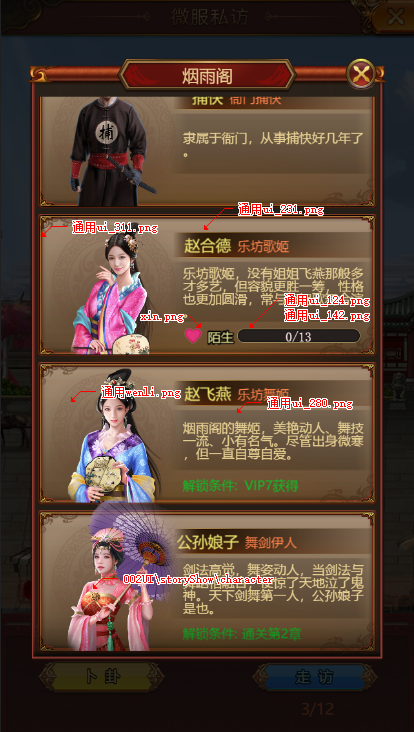 微服私访
烟雨阁
捕快 衙门捕快
隶属于衙门，从事捕快好几年了
。
通用ui_231.png
通用ui_311.png
赵合德 乐坊歌姬
乐坊歌姬，没有姐姐飞燕那般多
才多艺，但容貌更胜一筹，性格
也更加圆滑，常与
通用ui_124.png
xin.png
通用ui_142.png
陌生 0/13
赵飞燕 乐坊舞姬
通用wenli.png
通用ui_280.png
烟雨阁的舞姬，美艳动人、舞技
一流、小有名气。尽管出身微寒
，但一直自尊自爱。
解锁条件: VIP7获得
公孙娘子 舞剑伊人
剑法高觉，舞姿动人，当剑法与
002UI\storyShow\character
惊了天地泣了鬼
神。天下剑舞第一人，公孙娘子
是也。
解锁条件: 通关第2章
卜卦
走访
3/12